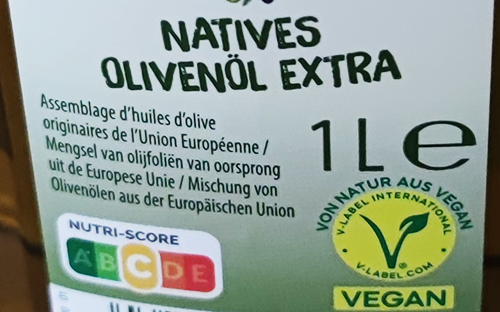 NATIVES
OLIVENÖL EXTRA
Assemblage d'huiles d'olive
originaires de l'Union Européenne /
Mengsel van olijfoliën van oorsprong
uit de Europese Unie / Mischung von
Olivenölen aus der Europäischen Union
1 L e
NUTRI-SCORE
A B C D E
VON NATUR AUS VEGAN
V-LABEL INTERNATIONAL
V-LABEL.COM
VEGAN